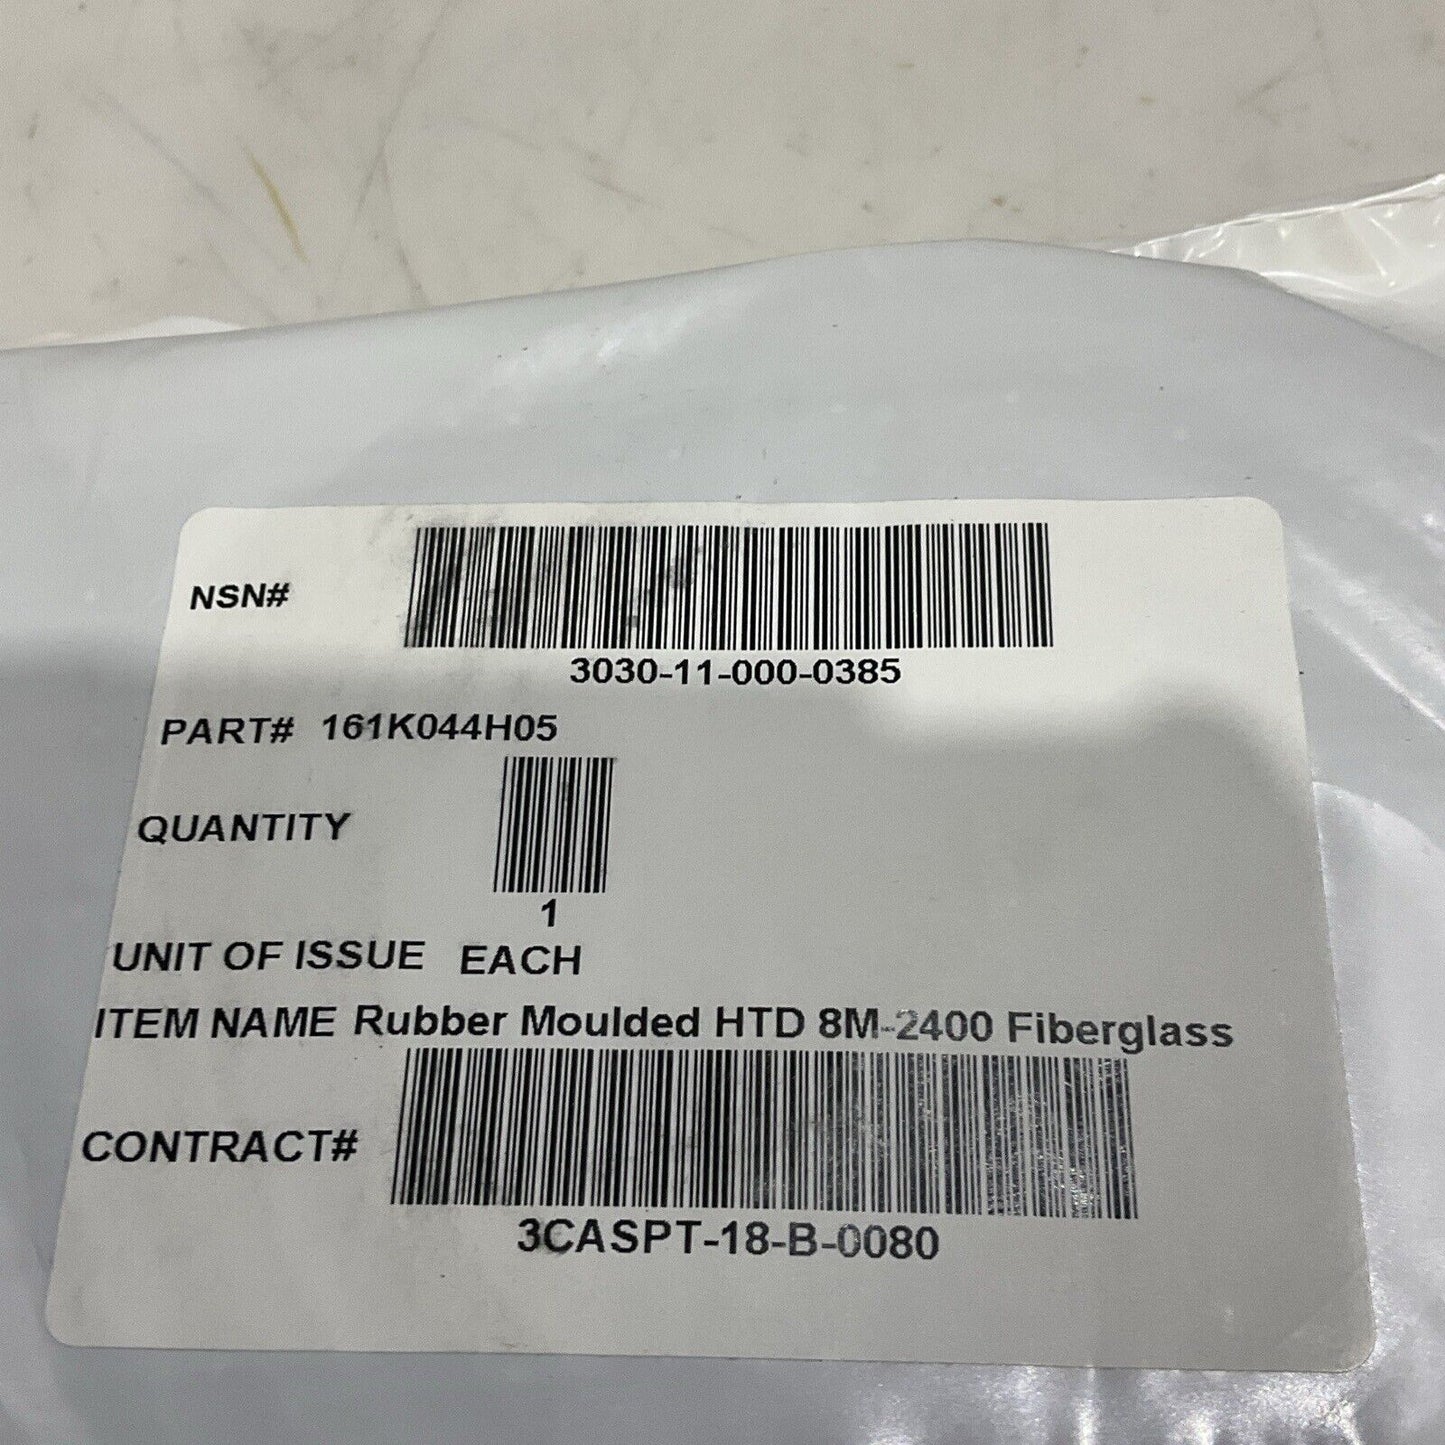 NSN#
3030-11-000-0385
PART# 161K044H05
QUANTITY
1
UNIT OF ISSUE EACH
ITEM NAME Rubber Moulded HTD 8M-2400 Fiberglass
CONTRACT#
3CASPT-18-B-0080